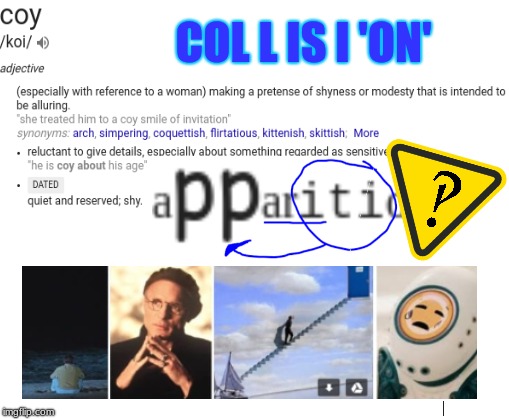 coy
/koi/
COL L IS I 'ON'
adjective
(especially with reference to a woman) making a pretense of shyness or modesty that is intended to
be alluring.
"she treated him to a coy smile of invitation"
synonyms: arch, simpering, coquettish, flirtatious, kittenish, skittish; More
• reluctant to give details, especially about something regarded as sensitive
"he is coy about his age"
• DATED
quiet and reserved; shy.
apparitic
?
imgflip.com